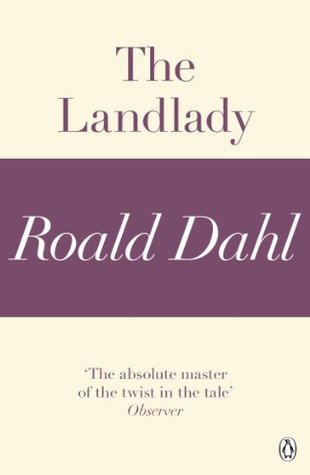 The
Landlady
Roald Dahl
‘The absolute master
of the twist in the tale’
Observer